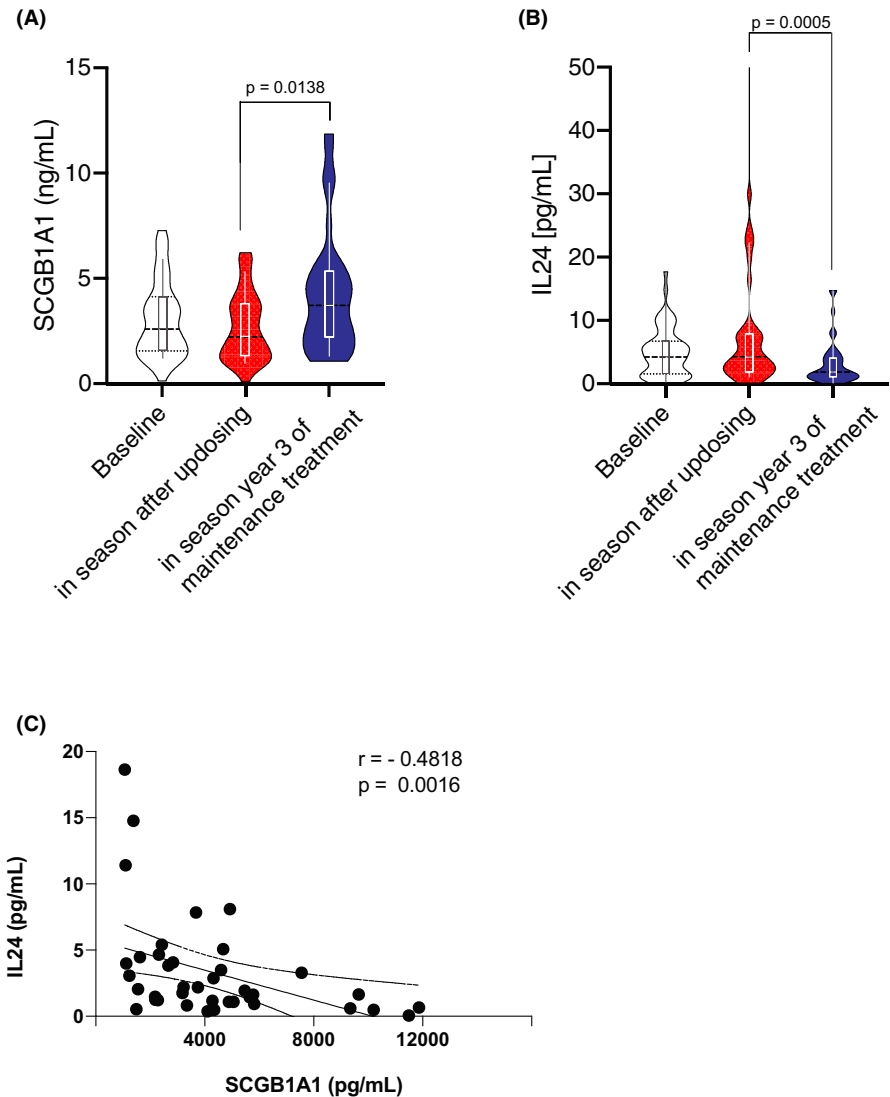 (A)
p = 0.0138
15
10
5
0
SCGB1A1 (ng/mL)
Baseline
in season after updosing
in season year 3 of
maintenance treatment
(B)
p = 0.0005
50
40
30
20
10
0
IL24 [pg/mL]
Baseline
in season after updosing
in season year 3 of
maintenance treatment
(C)
r = - 0.4818
p = 0.0016
20
15
10
5
0
IL24 (pg/mL)
4000
8000
12000
SCGB1A1 (pg/mL)